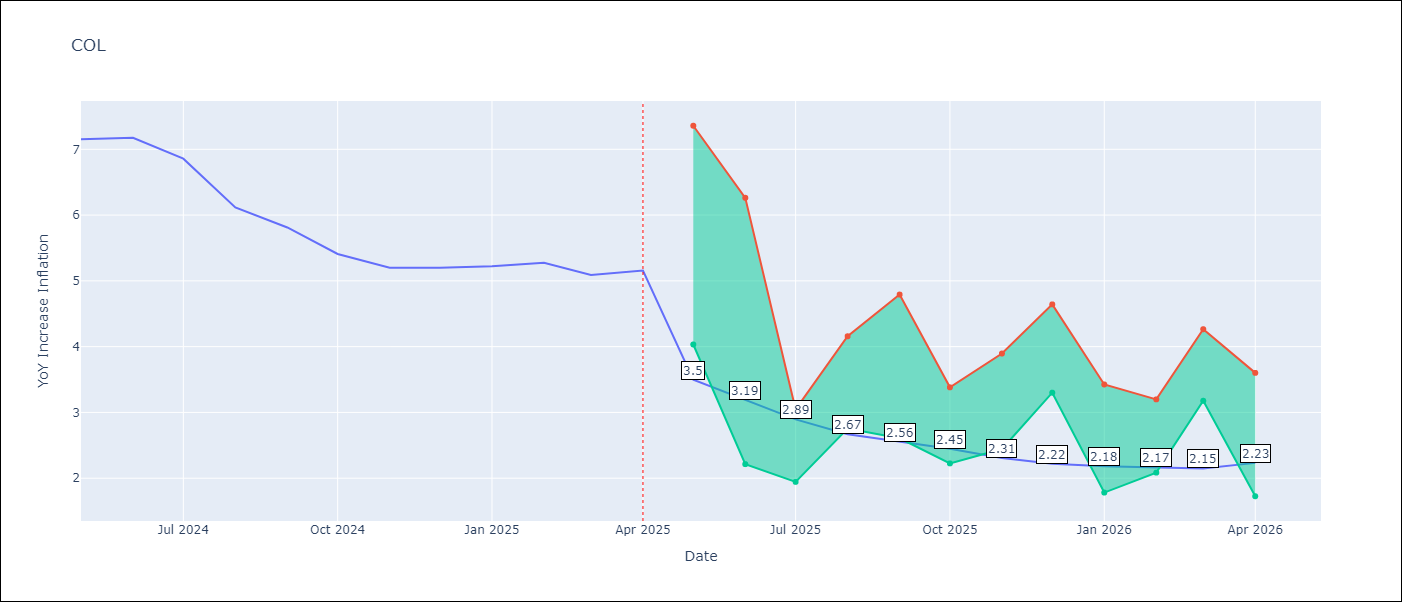 COL
YoY Increase Inflation
7
6
5
4
3
2
3.5
3.19
2.89
2.67
2.56
2.45
2.31
2.22
2.18
2.17
2.15
2.23
Jul 2024
Oct 2024
Jan 2025
Apr 2025
Jul 2025
Oct 2025
Jan 2026
Apr 2026
Date